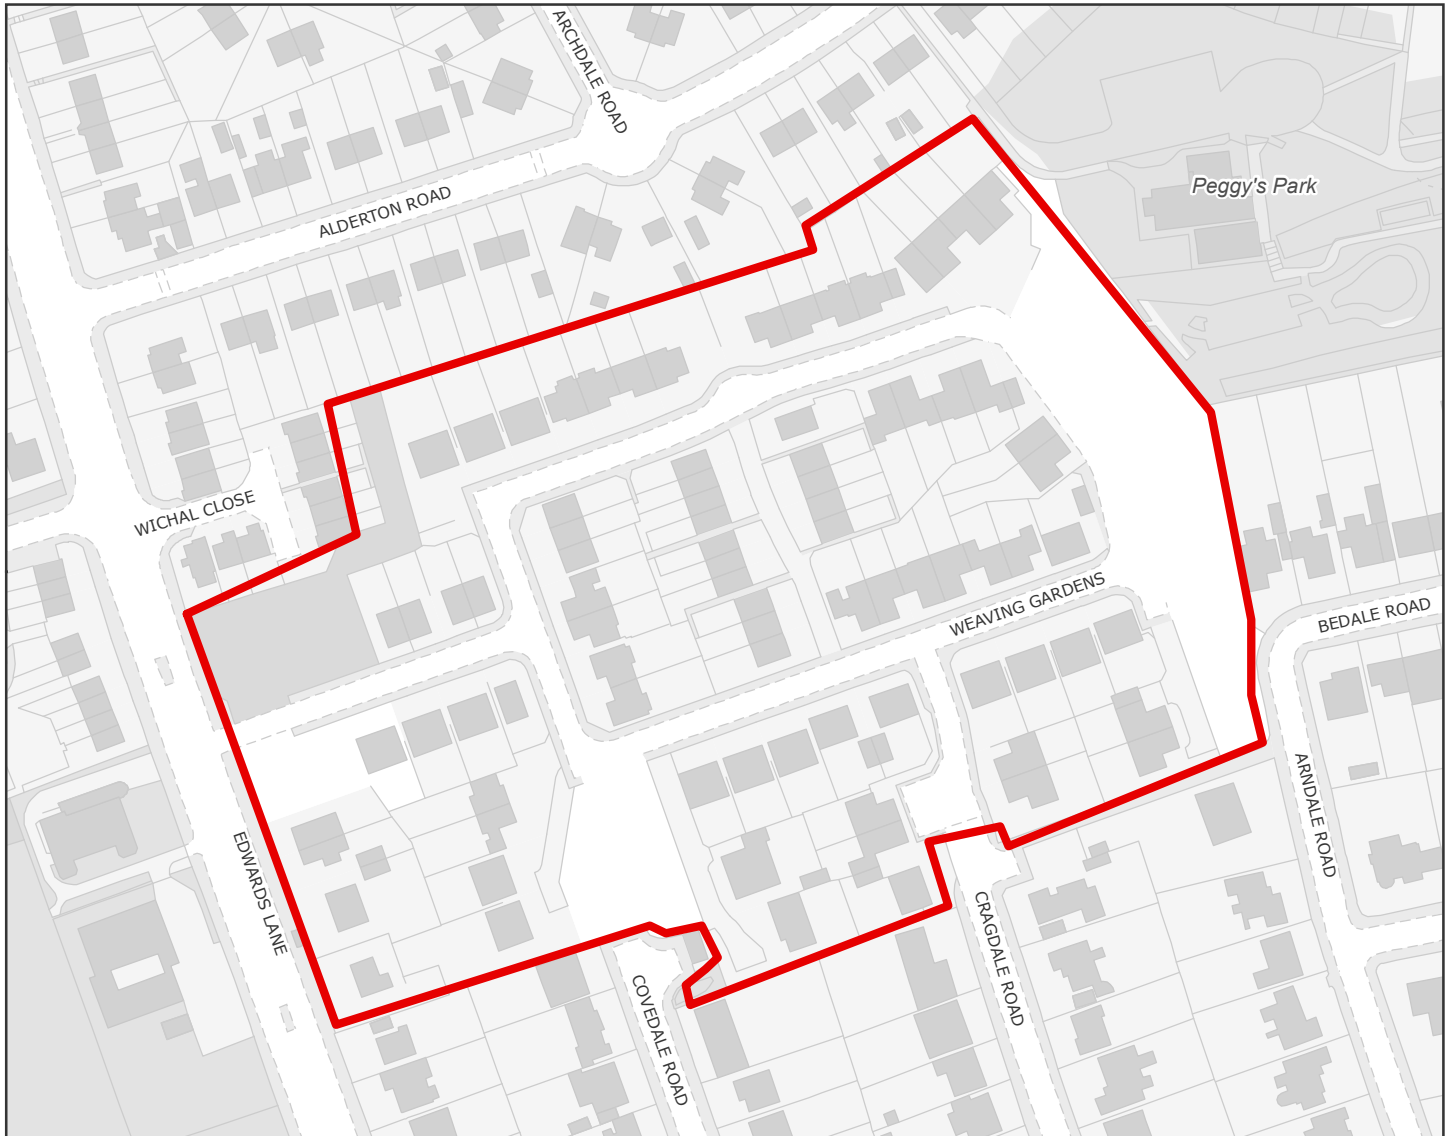 ARCHDALE ROAD
Peggy's Park
ALDERTON ROAD
WICHAL CLOSE
WEAVING GARDENS
BEDALE ROAD
ARNDALE ROAD
EDWARDS LANE
CRAGDALE ROAD
COVEDALE ROAD